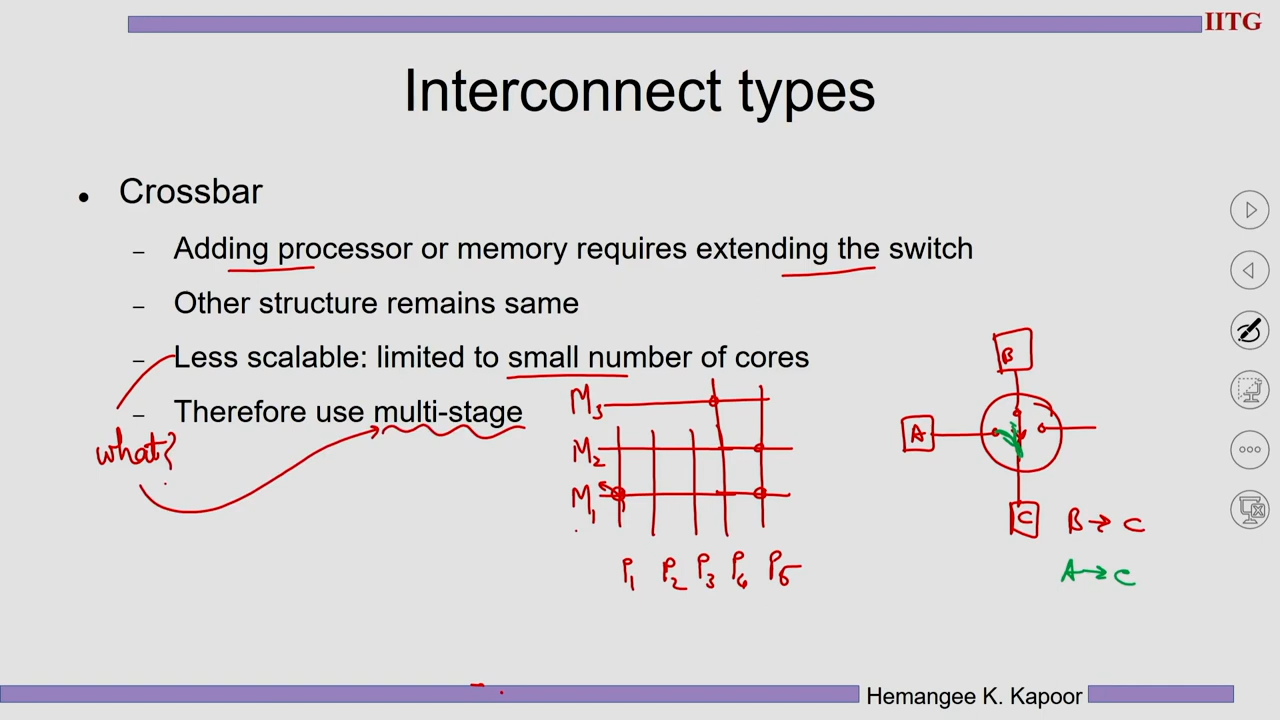 IITG
Interconnect types
• Crossbar
– Adding processor or memory requires extending the switch
– Other structure remains same
– Less scalable: limited to small number of cores
– Therefore use multi-stage
what?
M3
M2
M1
P1 P2 P3 P4 P5
B
A
C
B → C
A → C
Hemangee K. Kapoor